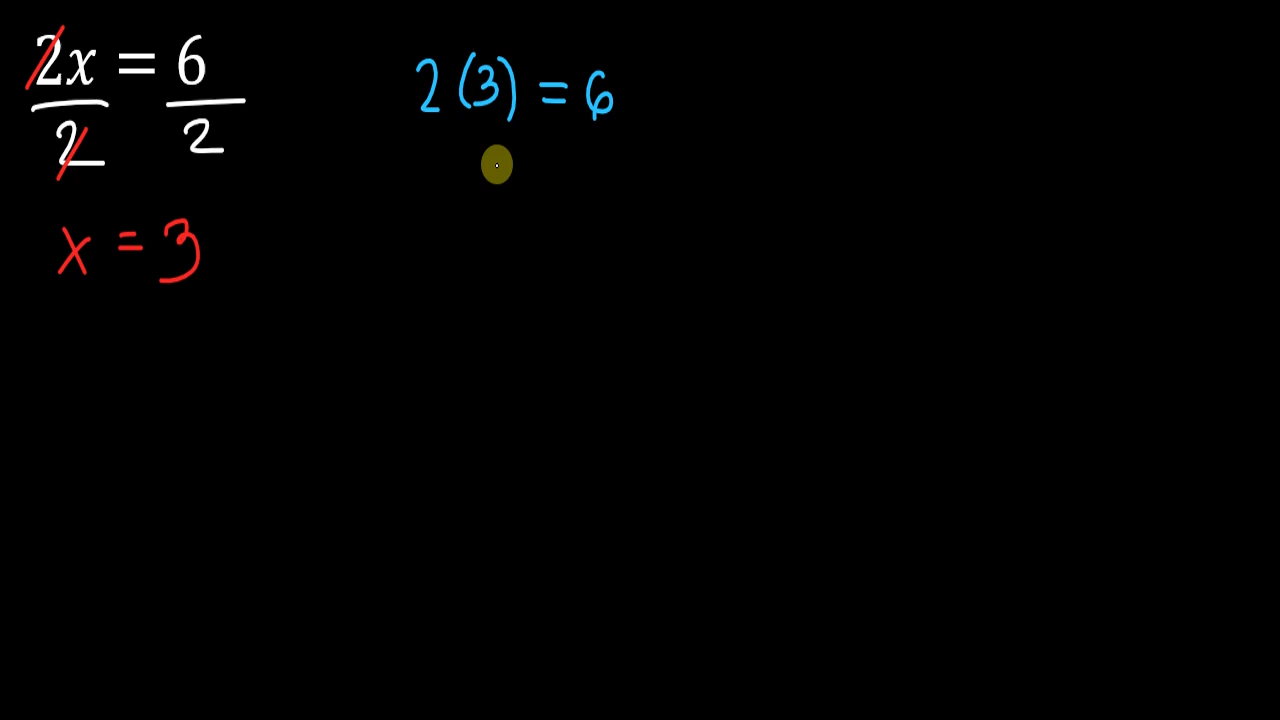 2x = 6
2 2
x = 3
2 (3) = 6